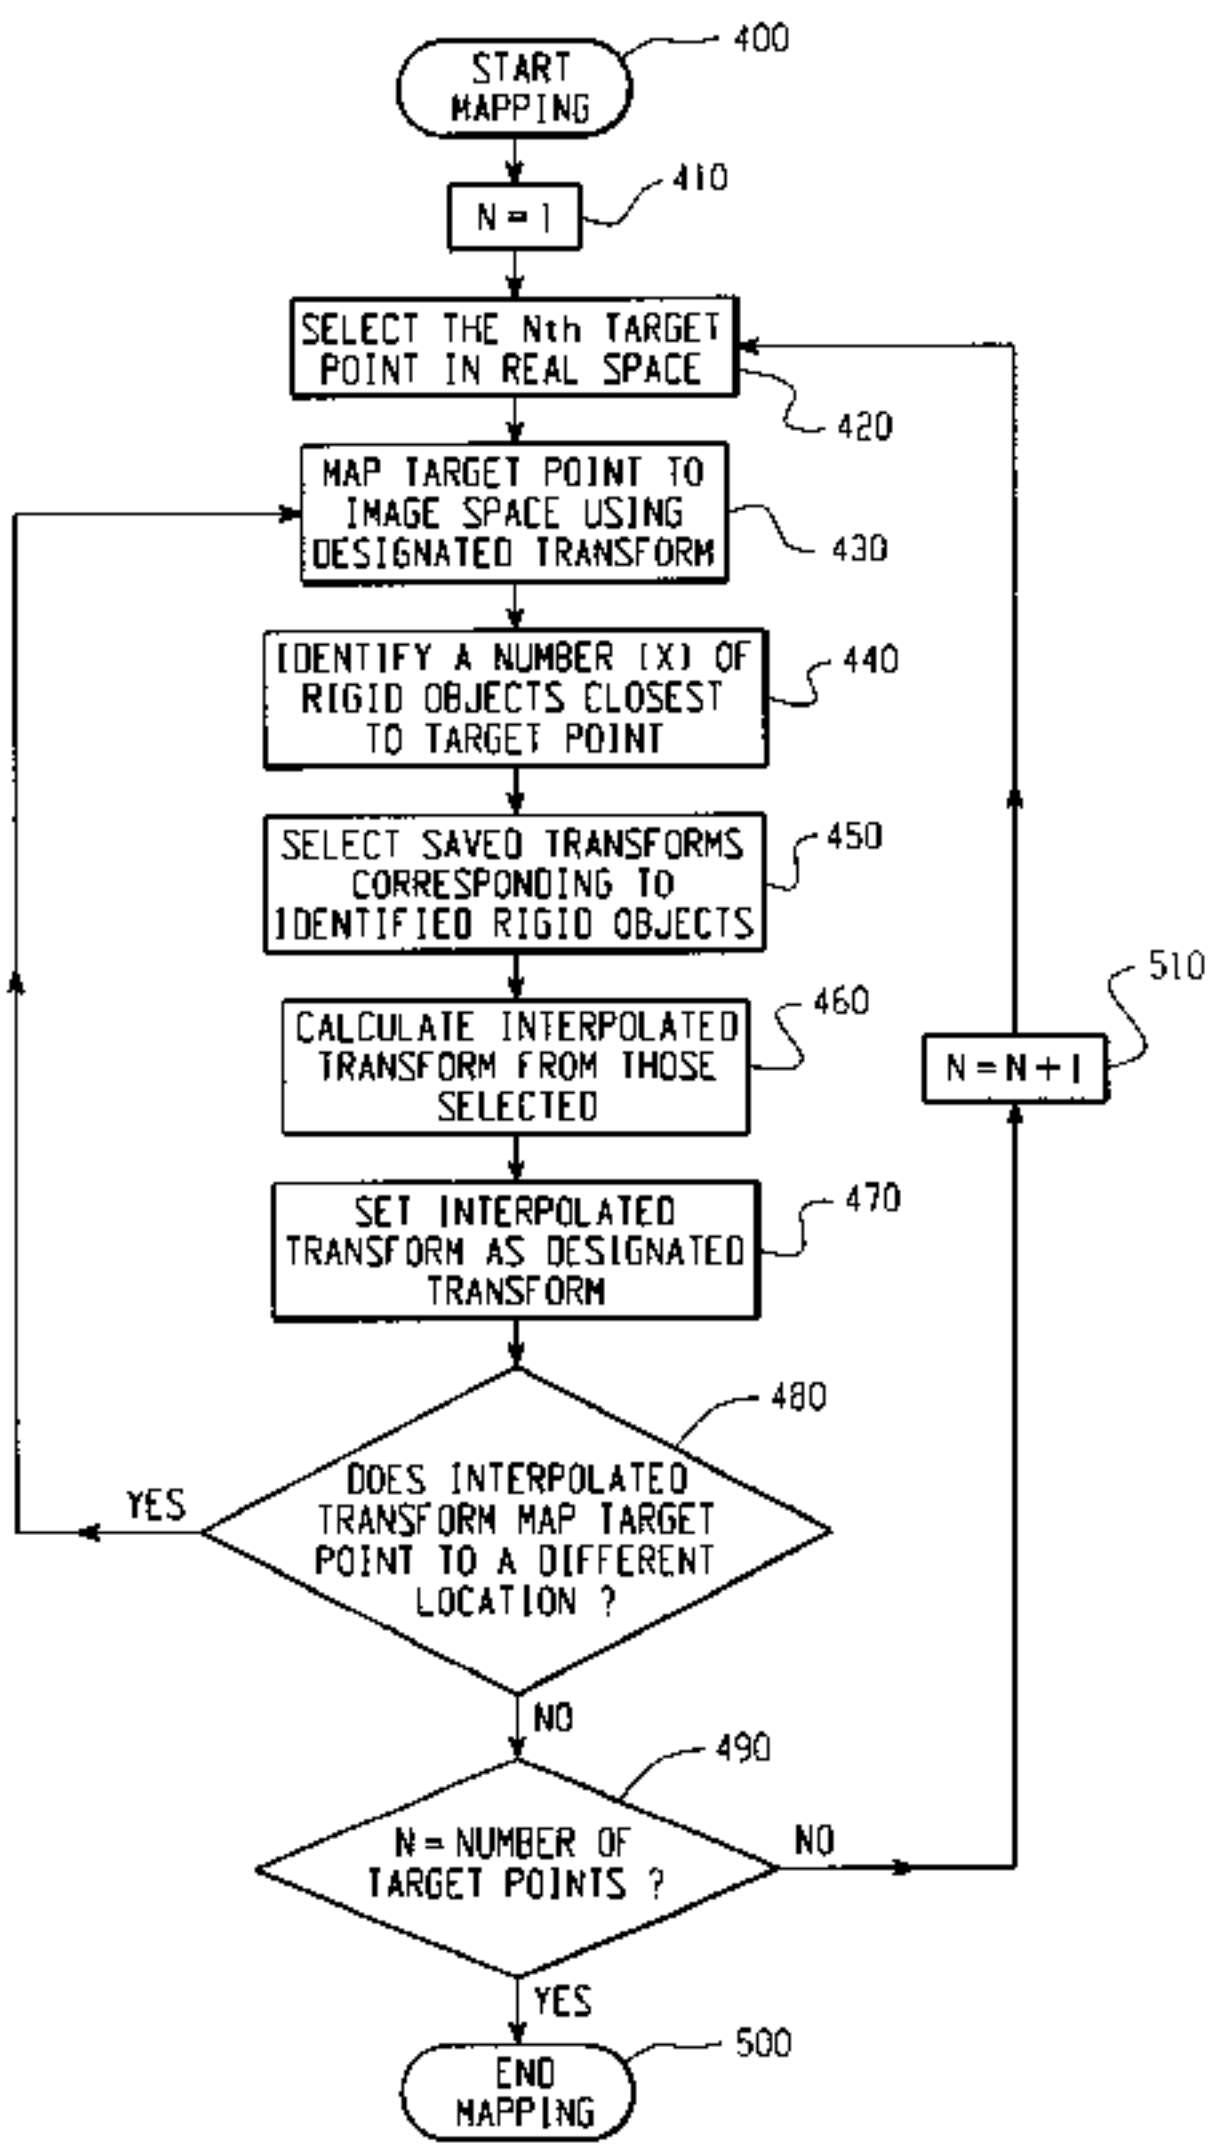 START
MAPPING
400
N = 1
410
SELECT THE Nth TARGET
POINT IN REAL SPACE
420
MAP TARGET POINT TO
IMAGE SPACE USING
DESIGNATED TRANSFORM
430
IDENTIFY A NUMBER (X) OF
RIGID OBJECTS CLOSEST
TO TARGET POINT
440
SELECT SAVED TRANSFORMS
CORRESPONDING TO
IDENTIFIED RIGID OBJECTS
450
CALCULATE INTERPOLATED
TRANSFORM FROM THOSE
SELECTED
460
N = N + 1
510
SET INTERPOLATED
TRANSFORM AS DESIGNATED
TRANSFORM
470
DOES INTERPOLATED
TRANSFORM MAP TARGET
POINT TO A DIFFERENT
LOCATION ?
480
YES
NO
N = NUMBER OF
TARGET POINTS ?
490
NO
YES
END
MAPPING
500